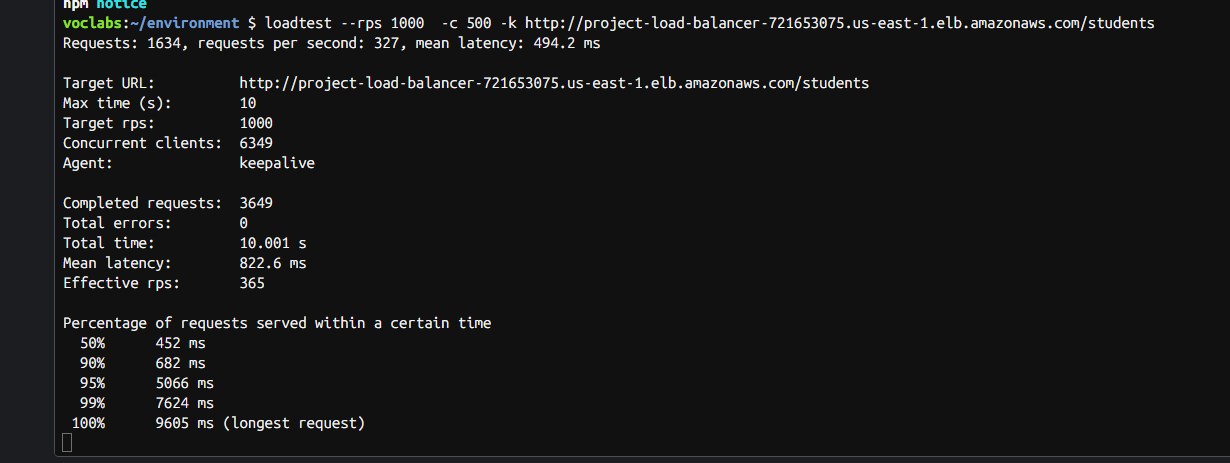 npm notice
voclabs:~/environment $ loadtest --rps 1000  -c 500 -k http://project-load-balancer-721653075.us-east-1.elb.amazonaws.com/students
Requests: 1634, requests per second: 327, mean latency: 494.2 ms
Target URL:          http://project-load-balancer-721653075.us-east-1.elb.amazonaws.com/students
Max time (s):        10
Target rps:          1000
Concurrent clients:  6349
Agent:               keepalive
Completed requests:  3649
Total errors:        0
Total time:          10.001 s
Mean latency:        822.6 ms
Effective rps:       365
Percentage of requests served within a certain time
  50%      452 ms
  90%      682 ms
  95%      5066 ms
  99%      7624 ms
 100%      9605 ms (longest request)